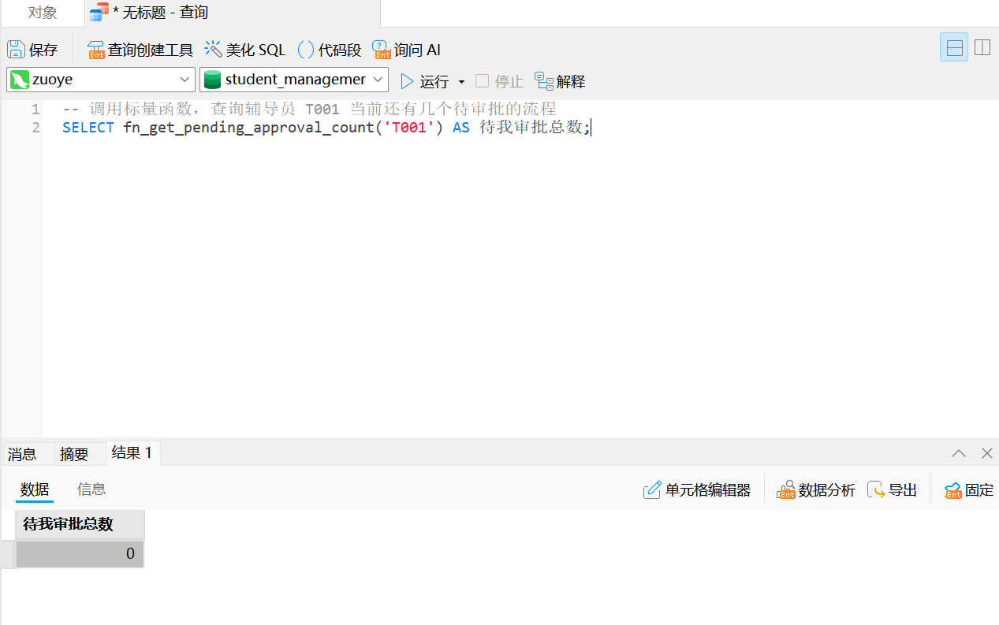 对象
* 无标题 - 查询
保存
Ent
查询创建工具
美化 SQL
代码段
Ent
询问 AI
zuoye
student_managemer
运行
停止
解释
1 -- 调用标量函数，查询辅导员 T001 当前还有几个待审批的流程
2 SELECT fn_get_pending_approval_count('T001') AS 待我审批总数;
消息
摘要
结果 1
数据
信息
单元格编辑器
Ent
数据分析
导出
Ent
固定
待我审批总数
0